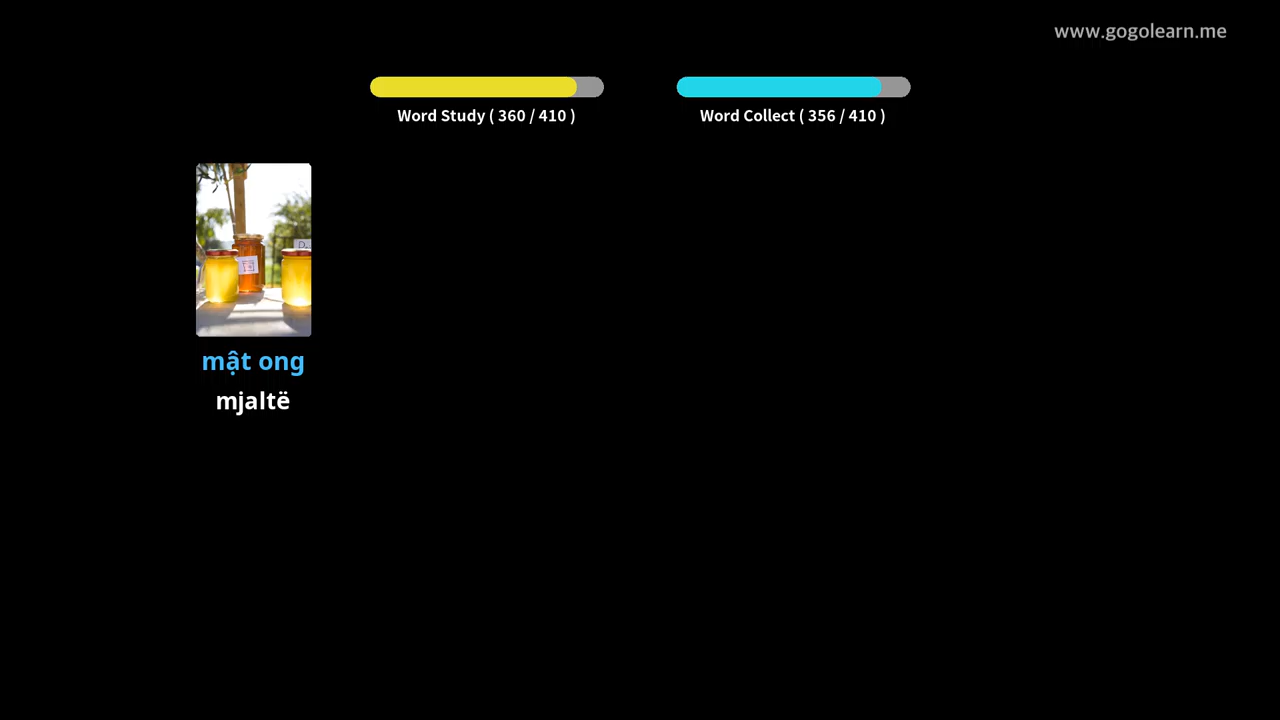 www.gogolearn.me
Word Study ( 360 / 410 )
Word Collect ( 356 / 410 )
D,
mật ong
mjaltë